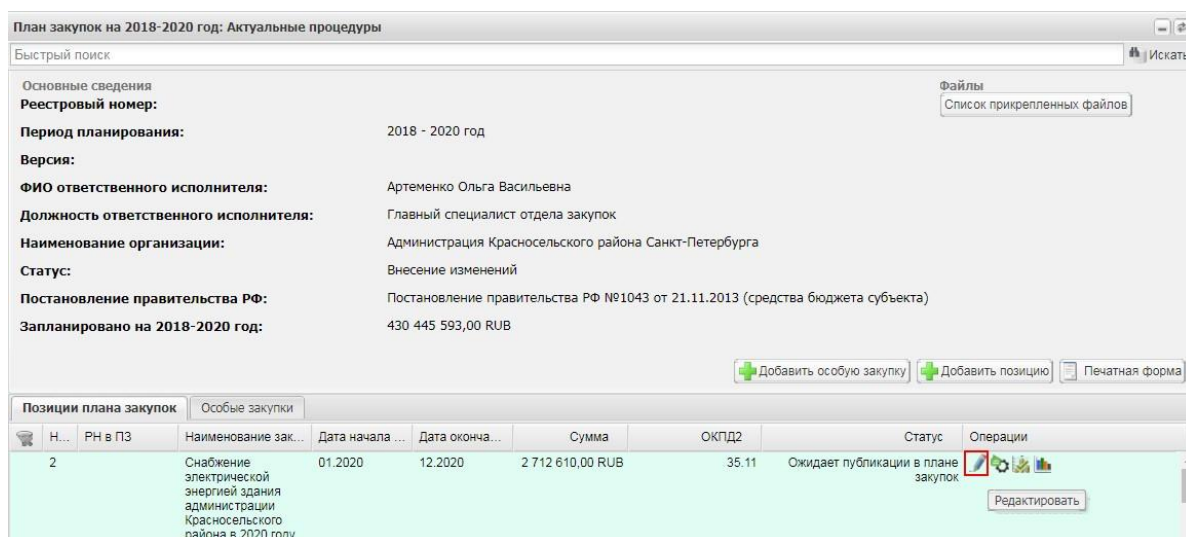 План закупок на 2018-2020 год: Актуальные процедуры
Быстрый поиск
Искать
Основные сведения
Файлы
Реестровый номер:
Список прикрепленных файлов
Период планирования: 2018 - 2020 год
Версия:
ФИО ответственного исполнителя: Артеменко Ольга Васильевна
Должность ответственного исполнителя: Главный специалист отдела закупок
Наименование организации: Администрация Красносельского района Санкт-Петербурга
Статус: Внесение изменений
Постановление правительства РФ: Постановление правительства РФ №1043 от 21.11.2013 (средства бюджета субъекта)
Запланировано на 2018-2020 год: 430 445 593,00 RUB
Добавить особую закупку Добавить позицию Печатная форма
Позиции плана закупок Особые закупки
Н... РН в ПЗ Наименование зак... Дата начала ... Дата оконча... Сумма ОКПД2 Статус Операции
2 Снабжение 01.2020 12.2020 2 712 610,00 RUB 35.11 Ожидает публикации в плане
электрической закупок
энергией здания
администрации Редактировать
Красносельского
района в 2020 году